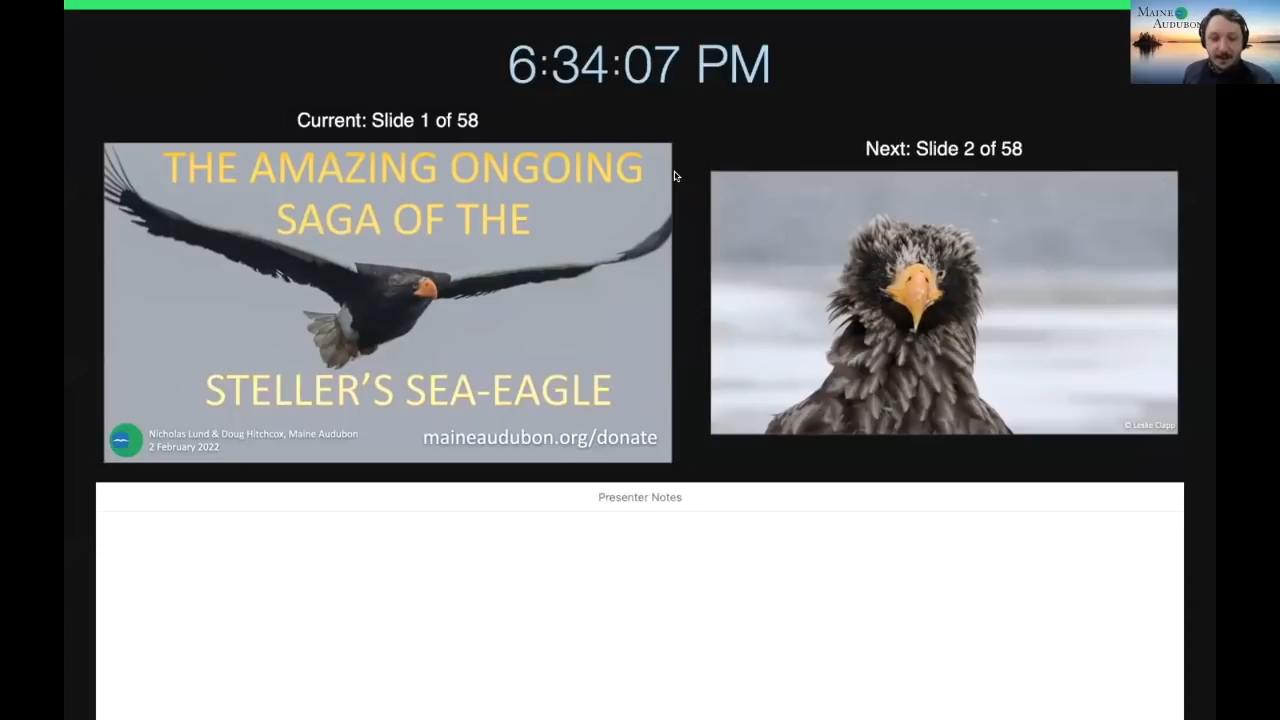 MAINE
AUDUBON
6:34:07 PM
Current: Slide 1 of 58
Next: Slide 2 of 58
THE AMAZING ONGOING
SAGA OF THE
STELLER'S SEA-EAGLE
Nicholas Lund & Doug Hitchcox, Maine Audubon
2 February 2022
maineaudubon.org/donate
© Leslie Clapp
Presenter Notes